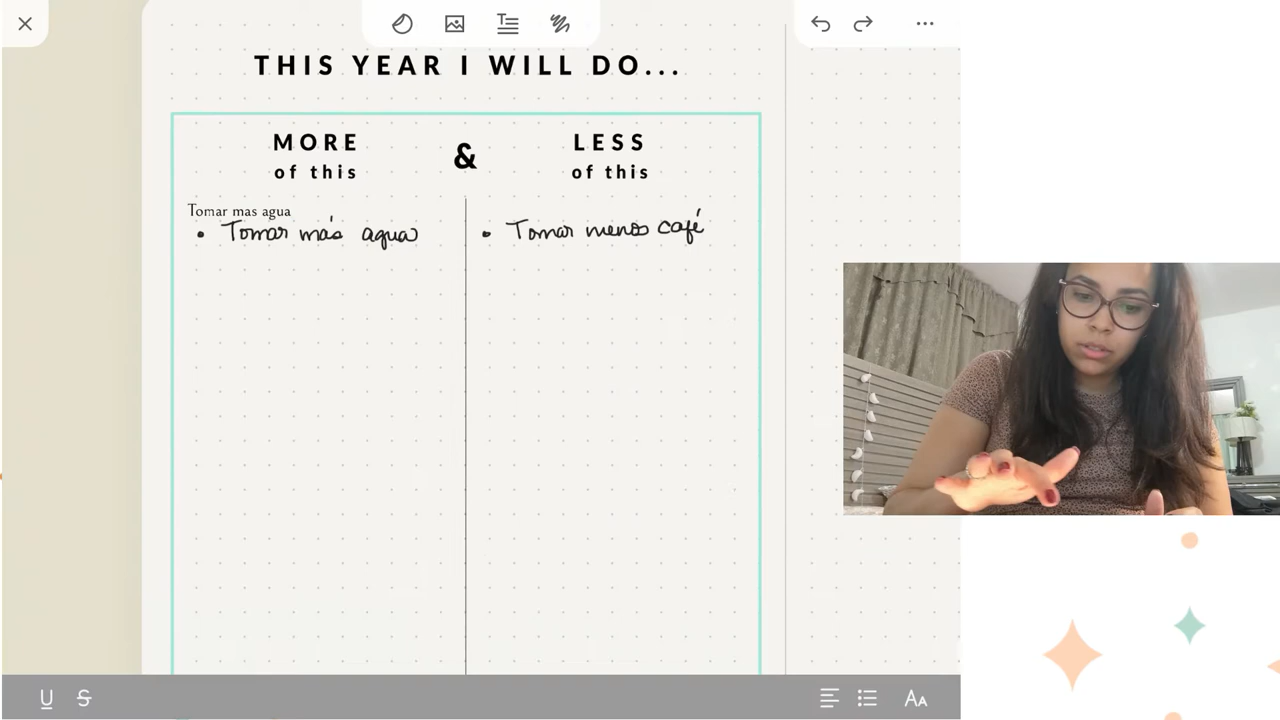 THIS YEAR I WILL DO...
MORE & LESS
of this of this
Tomar mas agua
• Tomar más agua • Tomar menos café